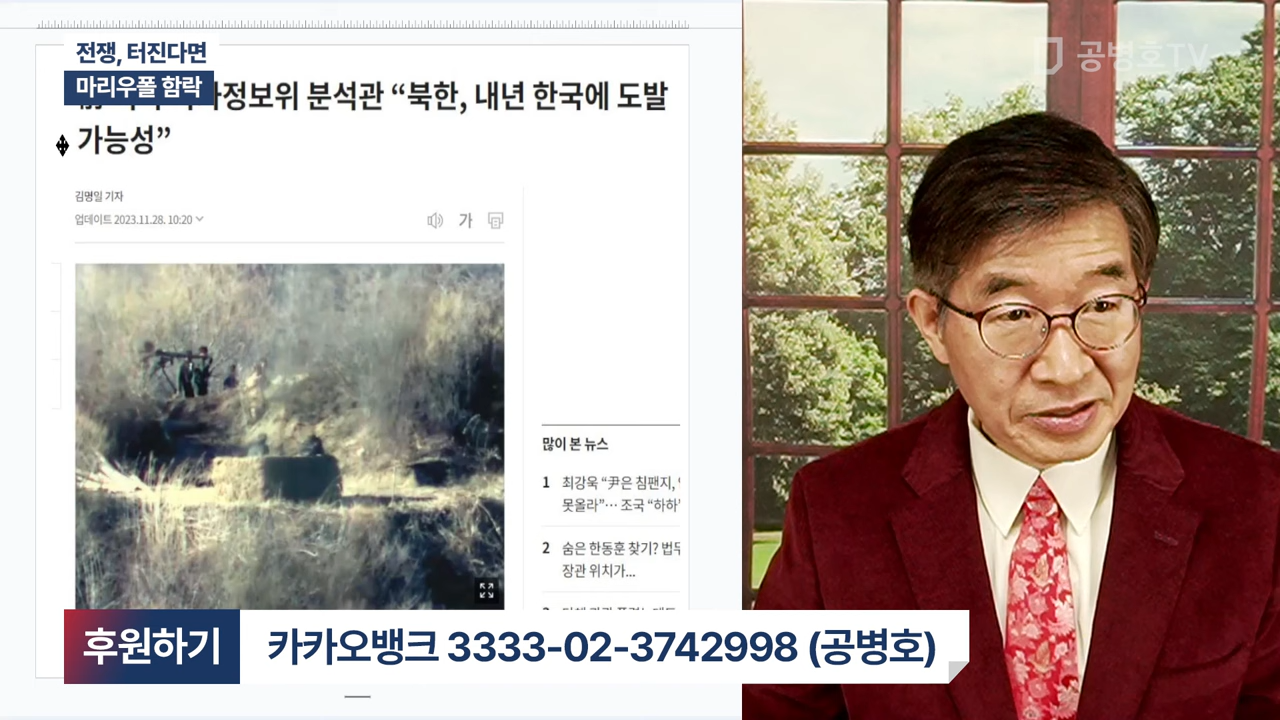 전쟁, 터진다면
마리우폴 함락
정보위 분석관 “북한, 내년 한국에 도발
가능성”
김명일 기자
업데이트 2023.11.28. 10:20
가
많이 본 뉴스
1 최강욱 “尹은 침팬지,
못올라”… 조국 “하하”
2 숨은 한동훈 찾기? 법무
장관 위치가...
후원하기
카카오뱅크 3333-02-3742998 (공병호)
공병호TV